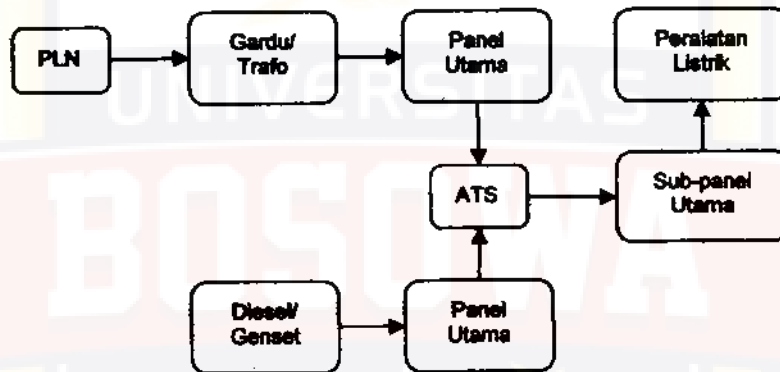 PLN
Gardu/
Trafo
Panel
Utama
Peralatan
Listrik
ATS
Sub-panel
Utama
Diesel/
Genset
Panel
Utama
UNIVERSITAS
BOSOWA